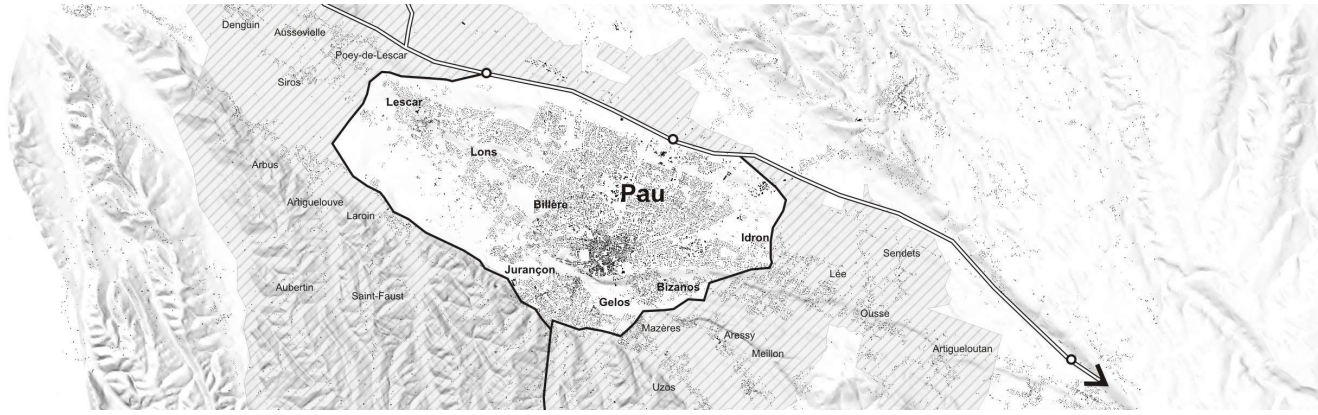 Denguin
Aussevielle
Poey-de-Lescar
Siros
Lescar
Lons
Arbus
Pau
Artiguelouve
Billère
Laroin
Idron
Sendets
Jurançon
Lée
Aubertin
Saint-Faust
Bizanos
Gelos
Ousse
Mazères
Aressy
Meillon
Artigueloutan
Uzos